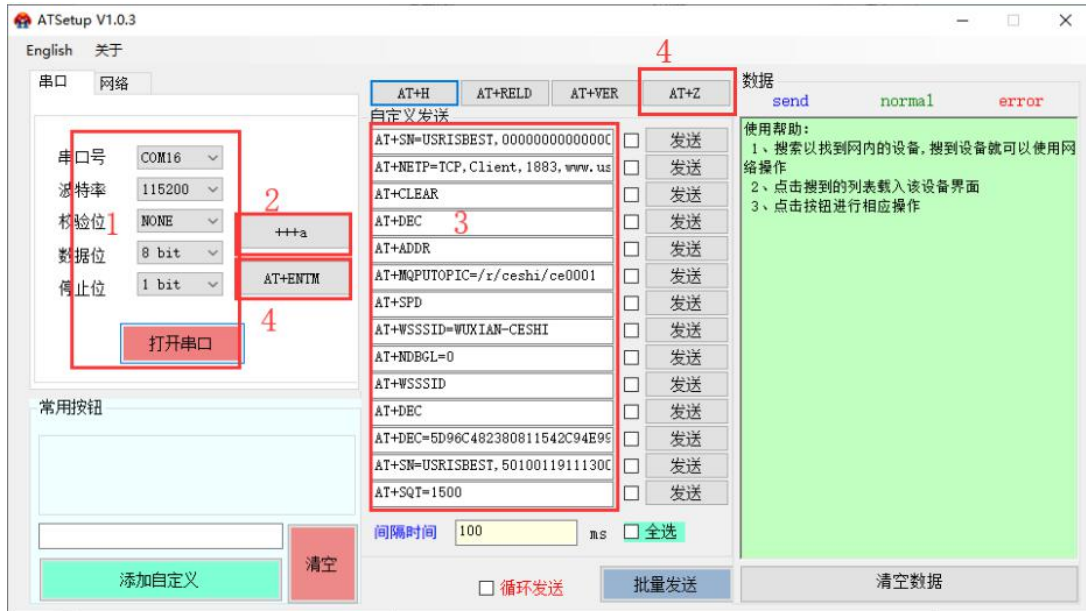 ATSetup V1.0.3
English 关于
串口 网络
串口号 COM16
波特率 115200
校验位 NONE
数据位 8 bit
停止位 1 bit
1
打开串口
2
+++a
AT+ENTM
4
常用按钮
添加自定义
清空
4
AT+H AT+RELD AT+VER AT+Z
自定义发送
AT+SN=USRISBEST,00000000000000C 发送
AT+NETP=TCP,Client,1883,www.us 发送
AT+CLEAR 发送
AT+DEC 发送
3
AT+ADDR 发送
AT+MQPUTOPIC=/r/ceshi/ce0001 发送
AT+SPD 发送
AT+WSSSID=WUXIAN-CESHI 发送
AT+NDBGL=0 发送
AT+WSSSID 发送
AT+DEC 发送
AT+DEC=5D96C482380811542C94E99 发送
AT+SN=USRISBEST,5010011911130C 发送
AT+SQT=1500 发送
间隔时间 100 ms 全选
循环发送 批量发送
数据
send normal error
使用帮助:
1、搜索以找到网内的设备,搜到设备就可以使用网
络操作
2、点击搜到的列表载入该设备界面
3、点击按钮进行相应操作
清空数据